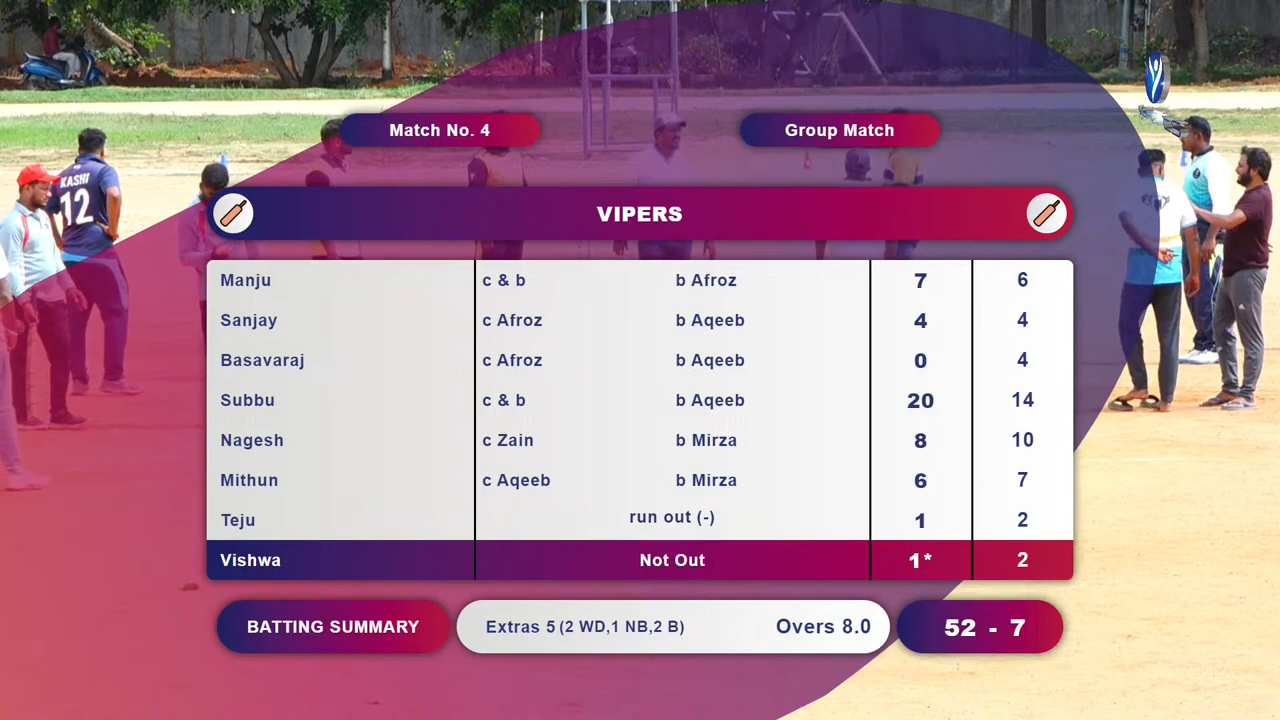 Match No. 4
Group Match
KASHI
12
VIPERS
Manju c & b b Afroz 7 6
Sanjay c Afroz b Aqeeb 4 4
Basavaraj c Afroz b Aqeeb 0 4
Subbu c & b b Aqeeb 20 14
Nagesh c Zain b Mirza 8 10
Mithun c Aqeeb b Mirza 6 7
Teju run out (-) 1 2
Vishwa Not Out 1* 2
BATTING SUMMARY Extras 5 (2 WD,1 NB,2 B) Overs 8.0 52 - 7